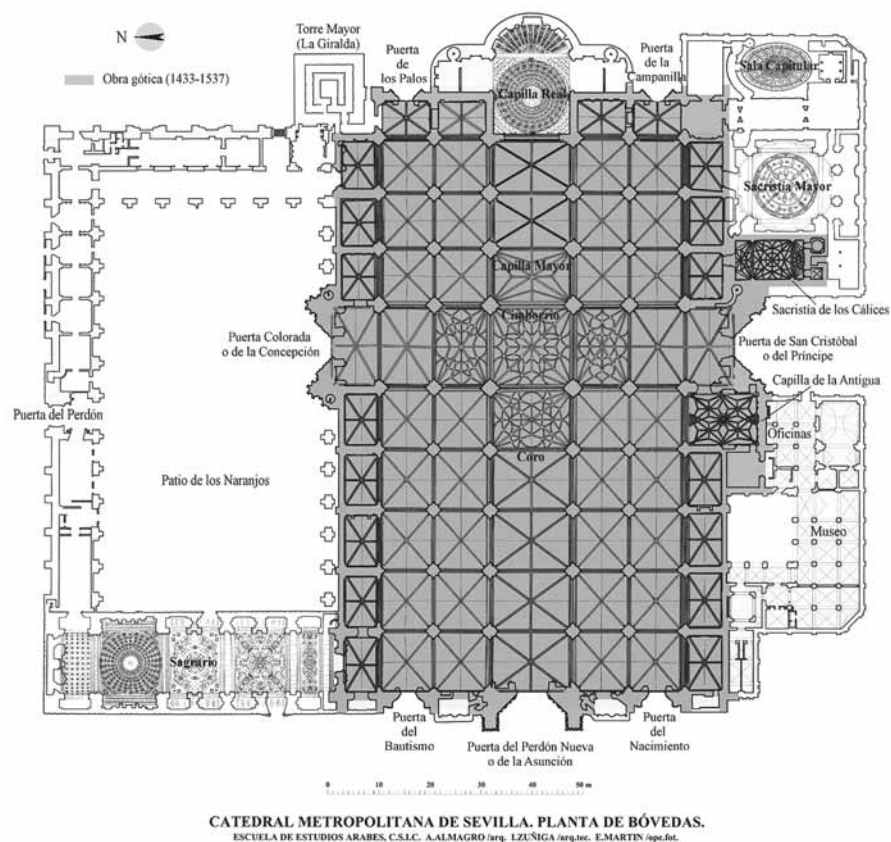 Torre Mayor
(La Giralda)
N
Obra gótica (1433-1537)
Puerta
de
los Palos
Puerta
de la
Campanilla
Capilla Real
Sala Capitular
Sacristía Mayor
Capilla Mayor
Sacristía de los Cálices
Cimborrio
Puerta Colorada
o de la Concepción
Puerta de San Cristóbal
o del Príncipe
Capilla de la Antigua
Puerta del Perdón
Oficinas
Coro
Patio de los Naranjos
Museo
Sagrario
Puerta
del
Bautismo
Puerta del Perdón Nueva
o de la Asunción
Puerta
del
Nacimiento
0 10 20 30 40 50 m
CATEDRAL METROPOLITANA DE SEVILLA. PLANTA DE BÓVEDAS.
ESCUELA DE ESTUDIOS ARABES, C.S.I.C. A.ALMAGRO /arq. I.ZUÑIGA /arq.tec. E.MARTIN /ope.fot.